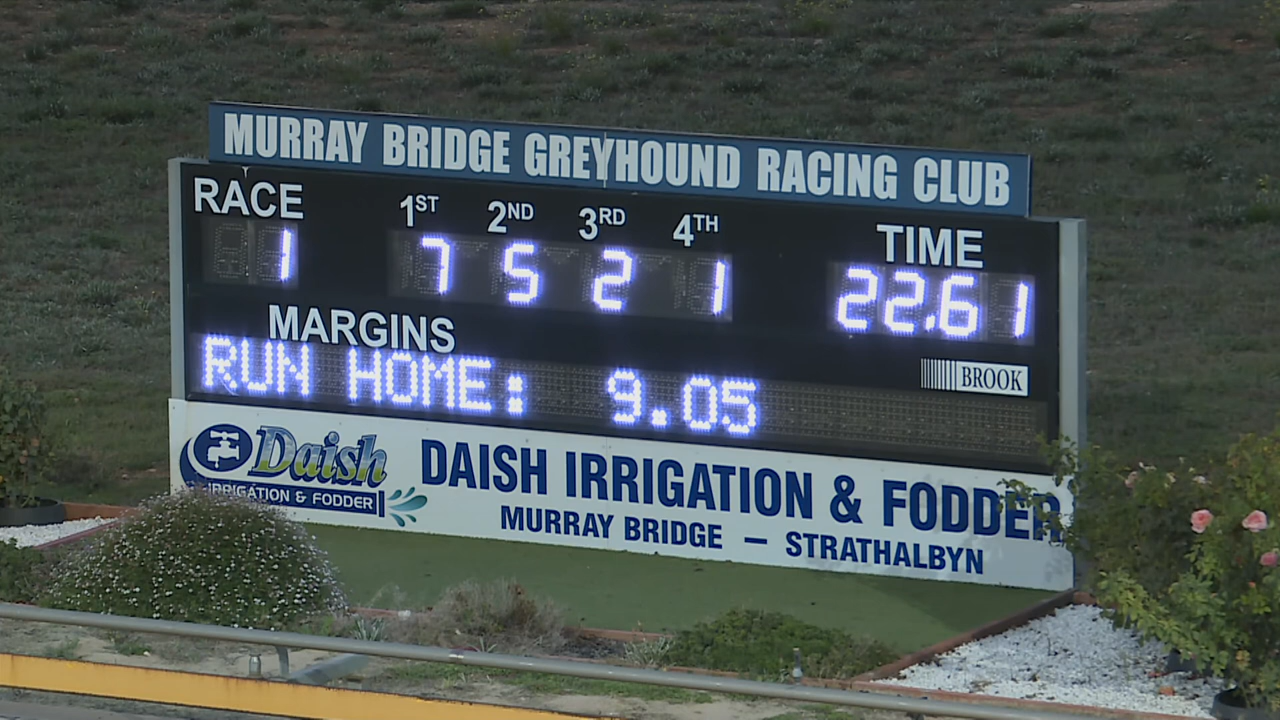 MURRAY BRIDGE GREYHOUND RACING CLUB
RACE 1ST 2ND 3RD 4TH TIME
1 7 5 2 1 22.61
MARGINS
RUN HOME: 9.05
BROOK
Daish
IRRIGATION & FODDER
DAISH IRRIGATION & FODDER
MURRAY BRIDGE – STRATHALBYN